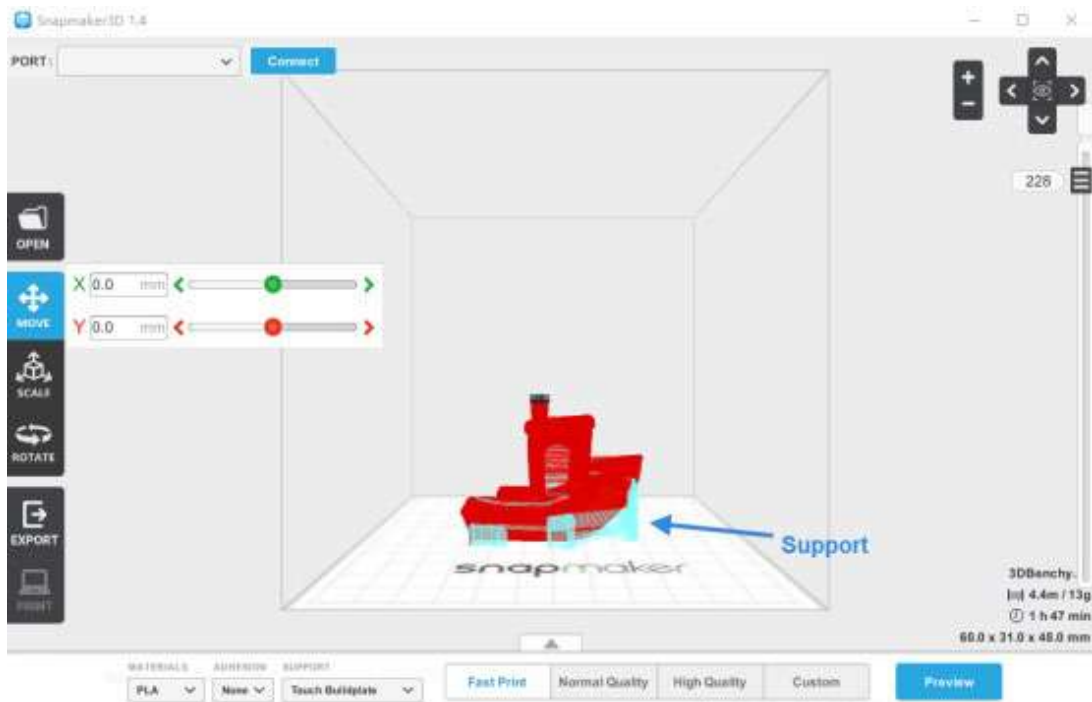 Snapmaker3D 1.4
PORT:
Connect
+
-
228
OPEN
X 0.0 mm
MOVE
Y 0.0 mm
SCALE
ROTATE
EXPORT
PRINT
Support
snapmaker
3DBenchy.
4.4m / 13g
1 h 47 min
60.0 x 31.0 x 48.0 mm
MATERIALS ADHESION SUPPORT
PLA None Touch Buildplate
Fast Print Normal Quality High Quality Custom
Preview